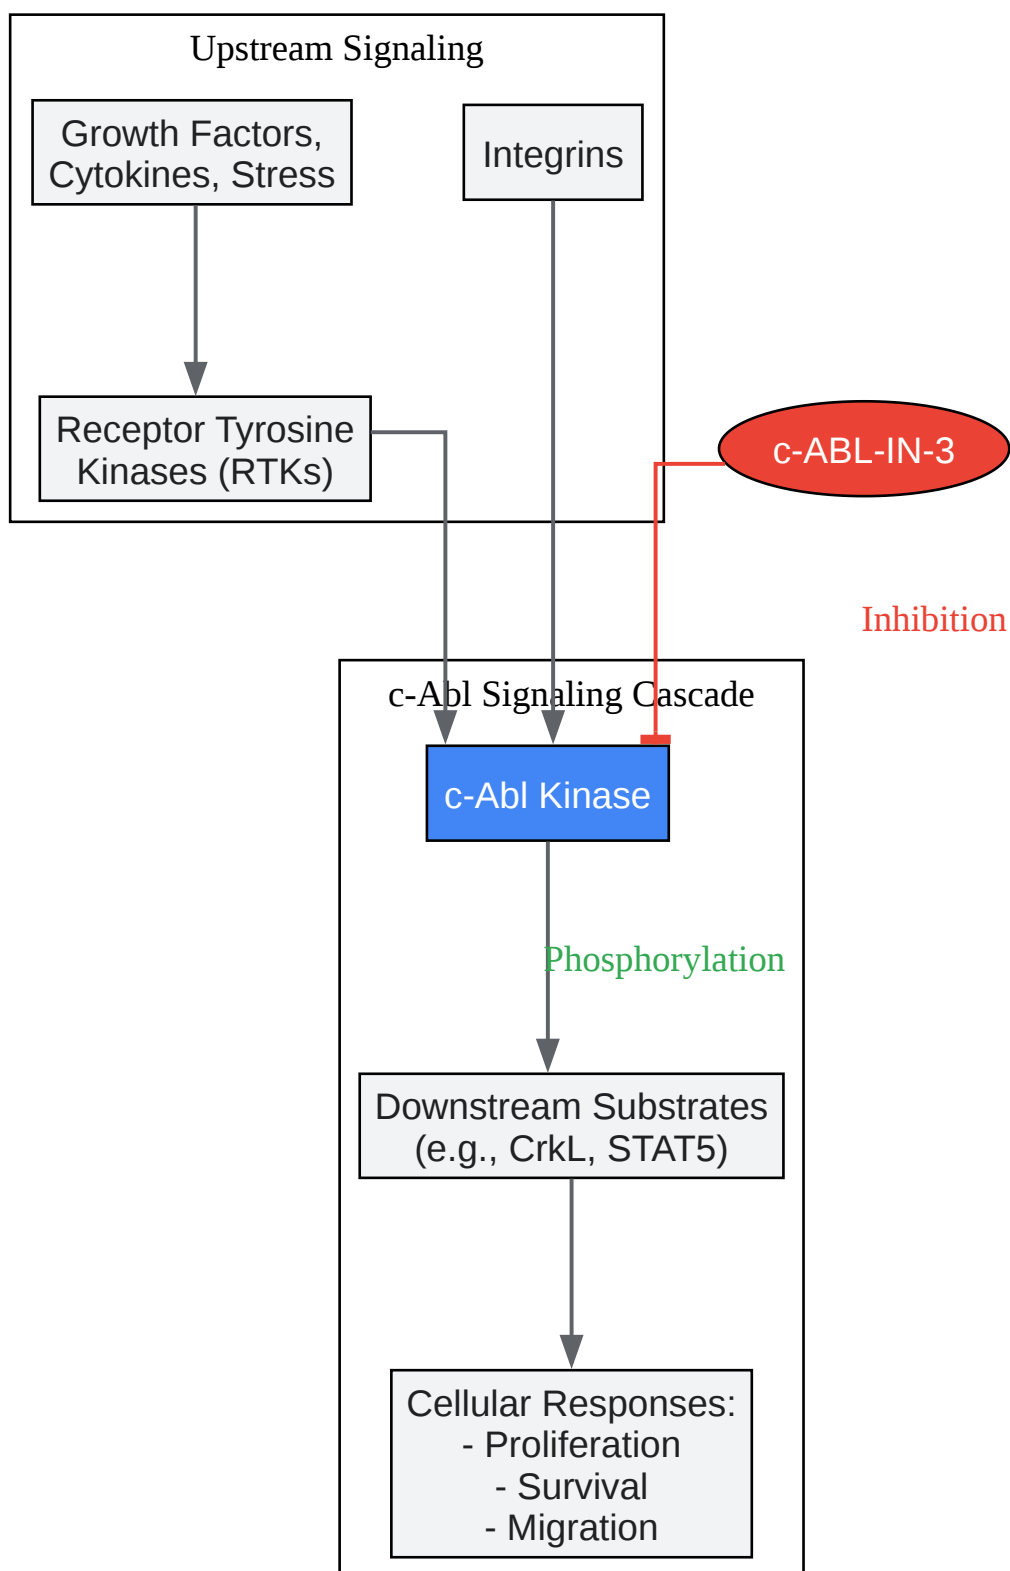 Upstream Signaling
Growth Factors,
Cytokines, Stress
Integrins
Receptor Tyrosine
Kinases (RTKs)
c-ABL-IN-3
Inhibition
c-Abl Signaling Cascade
c-Abl Kinase
Phosphorylation
Downstream Substrates
(e.g., CrkL, STAT5)
Cellular Responses:
- Proliferation
- Survival
- Migration